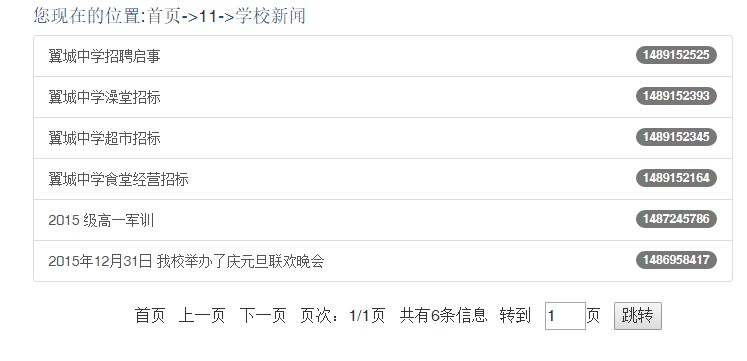 您现在的位置:首页->11->学校新闻
翼城中学招聘启事 1489152525
翼城中学澡堂招标 1489152393
翼城中学超市招标 1489152345
翼城中学食堂经营招标 1489152164
2015 级高一军训 1487245786
2015年12月31日 我校举办了庆元旦联欢晚会 1486958417
首页 上一页 下一页 页次：1/1页 共有6条信息 转到 1 页 跳转